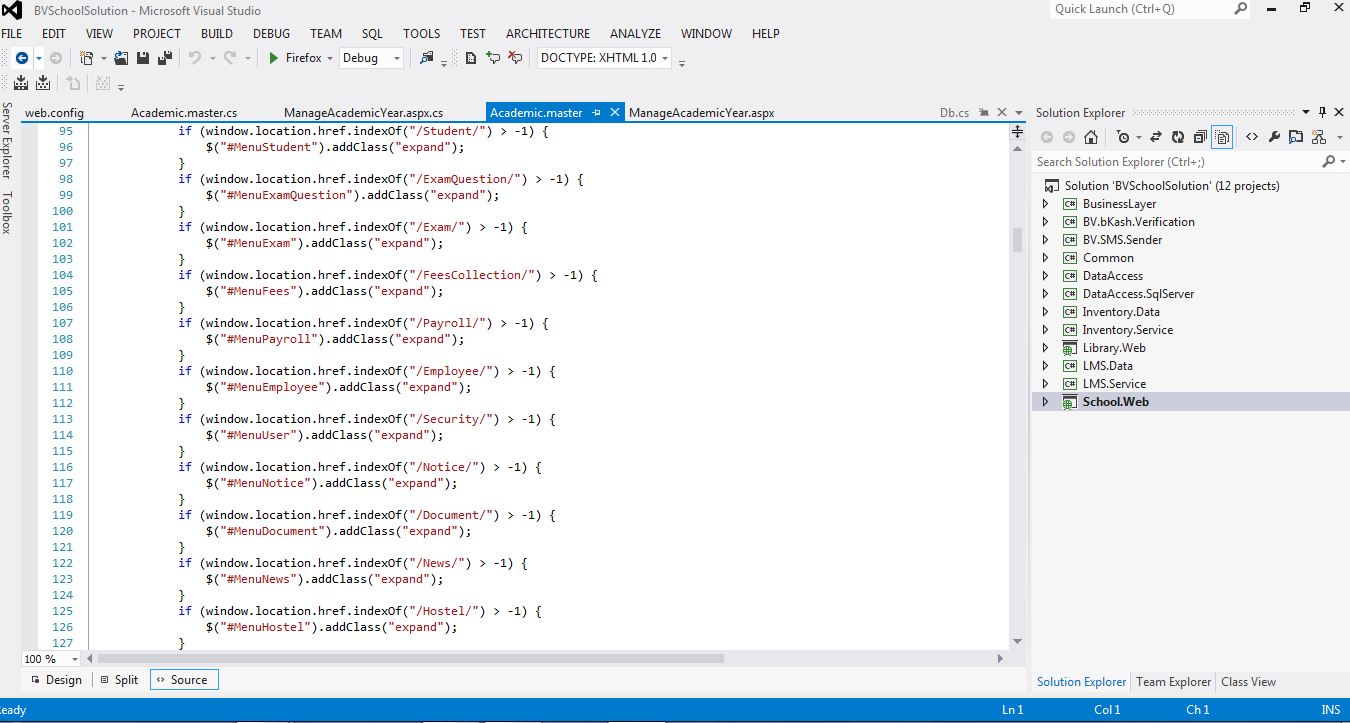 BVSchoolSolution - Microsoft Visual Studio
Quick Launch (Ctrl+Q)
FILE EDIT VIEW PROJECT BUILD DEBUG TEAM SQL TOOLS TEST ARCHITECTURE ANALYZE WINDOW HELP
Firefox Debug DOCTYPE: XHTML 1.0
Server Explorer
Toolbox
web.config Academic.master.cs ManageAcademicYear.aspx.cs Academic.master ManageAcademicYear.aspx Db.cs
95 if (window.location.href.indexOf("/Student/") > -1) {
96 $("#MenuStudent").addClass("expand");
97 }
98 if (window.location.href.indexOf("/ExamQuestion/") > -1) {
99 $("#MenuExamQuestion").addClass("expand");
100 }
101 if (window.location.href.indexOf("/Exam/") > -1) {
102 $("#MenuExam").addClass("expand");
103 }
104 if (window.location.href.indexOf("/FeesCollection/") > -1) {
105 $("#MenuFees").addClass("expand");
106 }
107 if (window.location.href.indexOf("/Payroll/") > -1) {
108 $("#MenuPayroll").addClass("expand");
109 }
110 if (window.location.href.indexOf("/Employee/") > -1) {
111 $("#MenuEmployee").addClass("expand");
112 }
113 if (window.location.href.indexOf("/Security/") > -1) {
114 $("#MenuUser").addClass("expand");
115 }
116 if (window.location.href.indexOf("/Notice/") > -1) {
117 $("#MenuNotice").addClass("expand");
118 }
119 if (window.location.href.indexOf("/Document/") > -1) {
120 $("#MenuDocument").addClass("expand");
121 }
122 if (window.location.href.indexOf("/News/") > -1) {
123 $("#MenuNews").addClass("expand");
124 }
125 if (window.location.href.indexOf("/Hostel/") > -1) {
126 $("#MenuHostel").addClass("expand");
127 }
100 %
Design Split Source
Solution Explorer
Search Solution Explorer (Ctrl+;)
Solution 'BVSchoolSolution' (12 projects)
C# BusinessLayer
C# BV.bKash.Verification
C# BV.SMS.Sender
C# Common
C# DataAccess
C# DataAccess.SqlServer
C# Inventory.Data
C# Inventory.Service
Library.Web
C# LMS.Data
C# LMS.Service
School.Web
Solution Explorer Team Explorer Class View
eady Ln 1 Col 1 Ch 1 INS